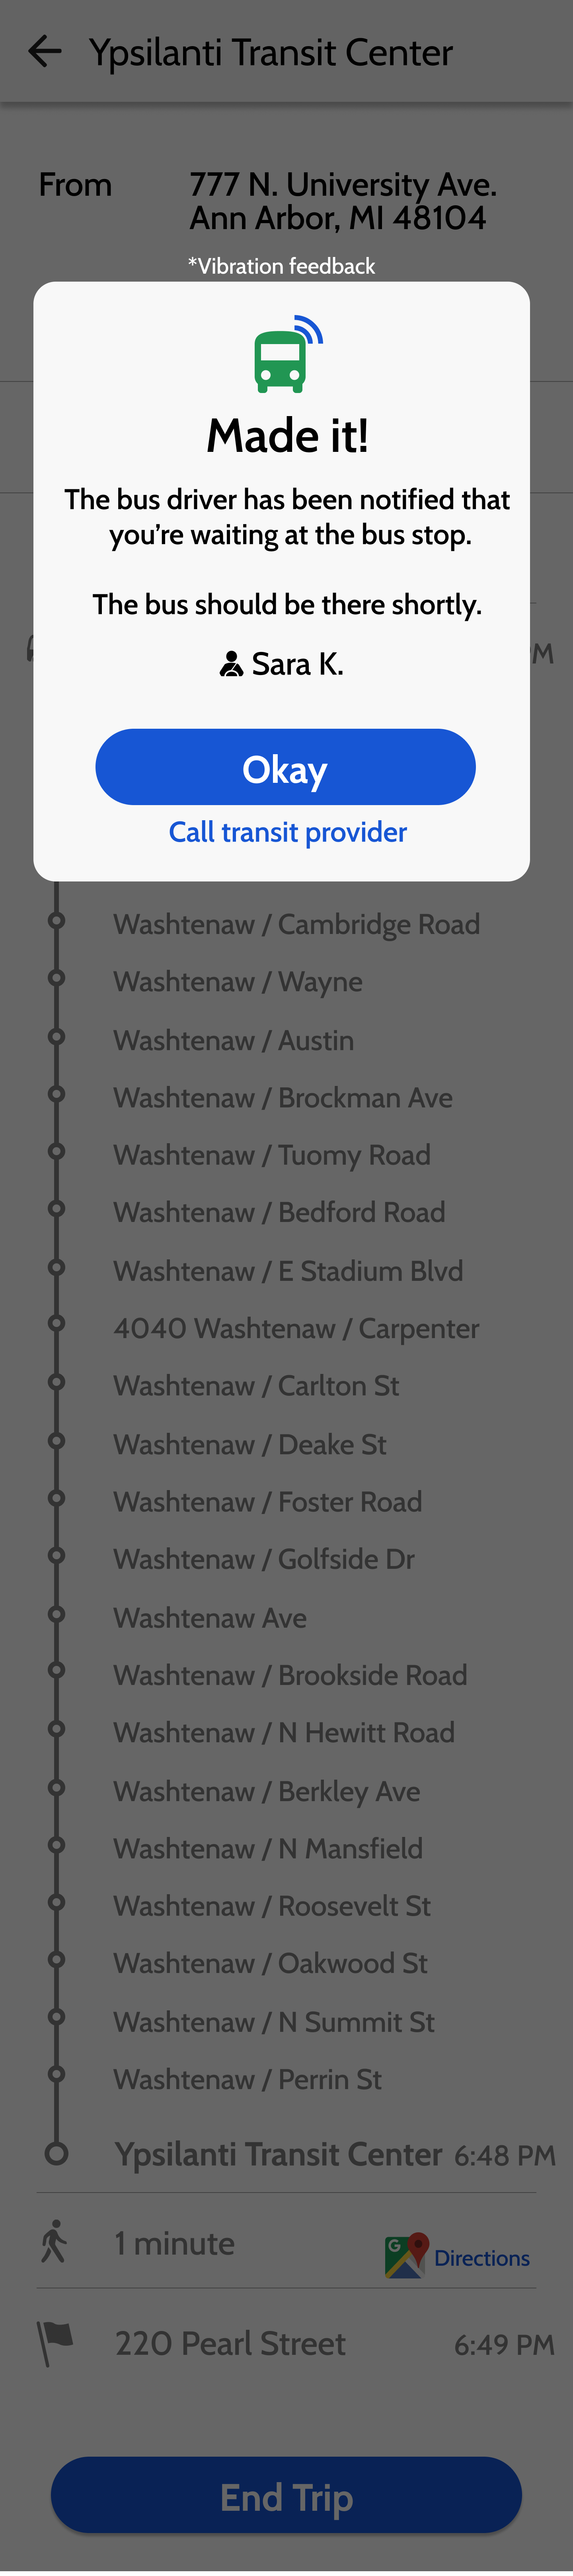 Ypsilanti Transit Center
From
777 N. University Ave.
Ann Arbor, MI 48104
*Vibration feedback
Made it!
The bus driver has been notified that
you're waiting at the bus stop.
The bus should be there shortly.
Sara K.
Okay
Call transit provider
Washtenaw / Cambridge Road
Washtenaw / Wayne
Washtenaw / Austin
Washtenaw / Brockman Ave
Washtenaw / Tuomy Road
Washtenaw / Bedford Road
Washtenaw / E Stadium Blvd
4040 Washtenaw / Carpenter
Washtenaw / Carlton St
Washtenaw / Deake St
Washtenaw / Foster Road
Washtenaw / Golfside Dr
Washtenaw Ave
Washtenaw / Brookside Road
Washtenaw / N Hewitt Road
Washtenaw / Berkley Ave
Washtenaw / N Mansfield
Washtenaw / Roosevelt St
Washtenaw / Oakwood St
Washtenaw / N Summit St
Washtenaw / Perrin St
Ypsilanti Transit Center 6:48 PM
1 minute
G
Directions
220 Pearl Street 6:49 PM
End Trip